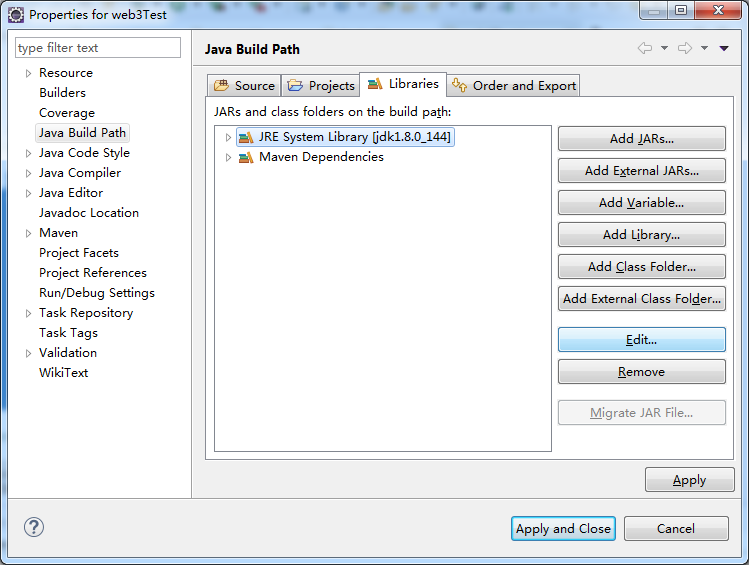 Properties for web3Test
type filter text
Resource
Builders
Coverage
Java Build Path
Java Code Style
Java Compiler
Java Editor
Javadoc Location
Maven
Project Facets
Project References
Run/Debug Settings
Task Repository
Task Tags
Validation
WikiText
Java Build Path
Source Projects Libraries Order and Export
JARs and class folders on the build path:
JRE System Library [jdk1.8.0_144]
Maven Dependencies
Add JARs...
Add External JARs...
Add Variable...
Add Library...
Add Class Folder...
Add External Class Folder...
Edit...
Remove
Migrate JAR File...
Apply
?
Apply and Close Cancel